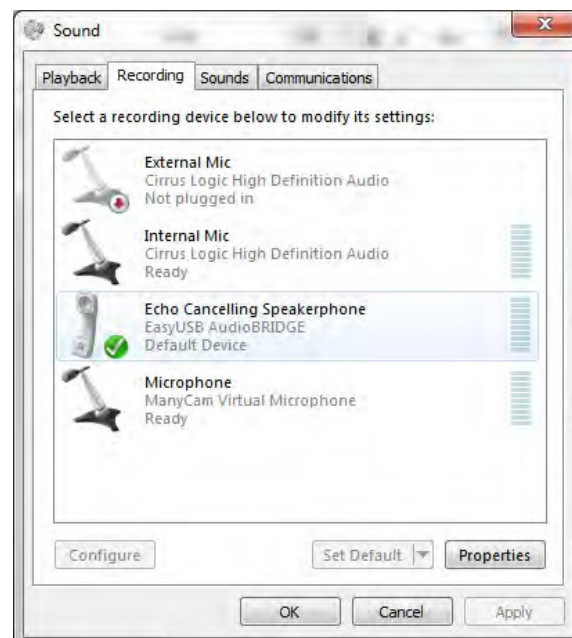 Sound
Playback Recording Sounds Communications
Select a recording device below to modify its settings:
External Mic
Cirrus Logic High Definition Audio
Not plugged in
Internal Mic
Cirrus Logic High Definition Audio
Ready
Echo Cancelling Speakerphone
EasyUSB AudioBRIDGE
Default Device
Microphone
ManyCam Virtual Microphone
Ready
Configure Set Default Properties
OK Cancel Apply